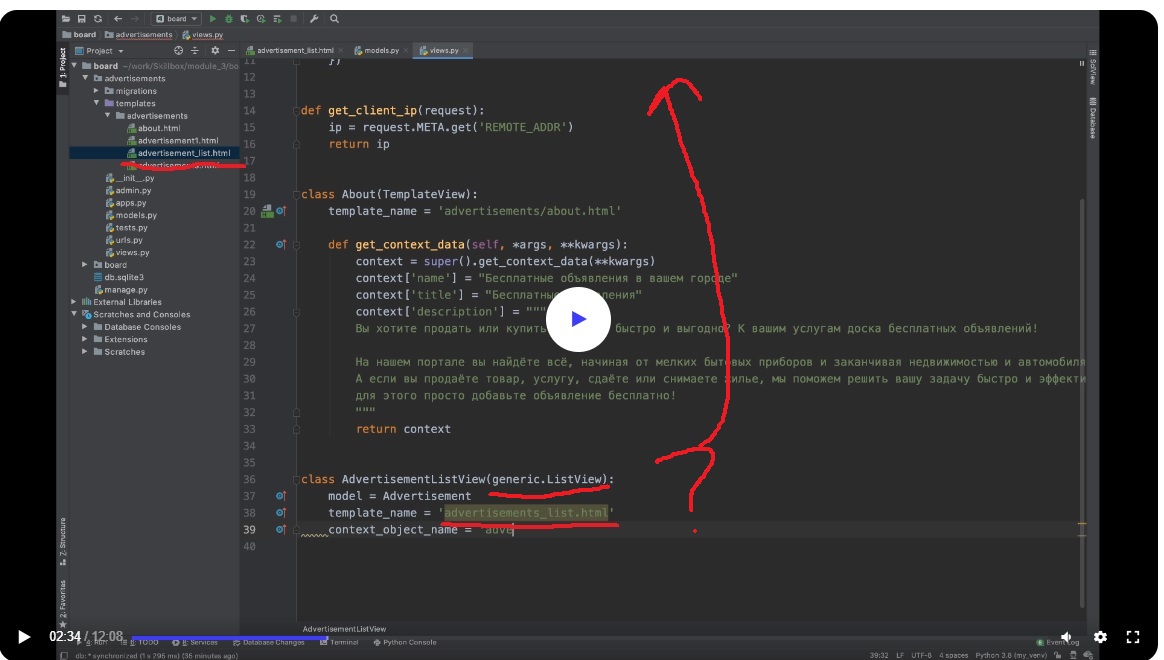 board
board advertisements views.py
Project
advertisement_list.html models.py views.py
1: Project
board ~/work/Skillbox/module_3/bo
advertisements
migrations
templates
advertisements
about.html
advertisement1.html
advertisement_list.html
__init__.py
admin.py
apps.py
models.py
tests.py
urls.py
views.py
board
db.sqlite3
manage.py
External Libraries
Scratches and Consoles
Database Consoles
Extensions
Scratches
11 })
12
13
14 def get_client_ip(request):
15 ip = request.META.get('REMOTE_ADDR')
16 return ip
17
18
19 class About(TemplateView):
20 template_name = 'advertisements/about.html'
21
22 def get_context_data(self, *args, **kwargs):
23 context = super().get_context_data(**kwargs)
24 context['name'] = "Бесплатные объявления в вашем городе"
25 context['title'] = "Бесплатные ения"
26 context['description'] = """
27 Вы хотите продать или купить быстро и выгодно? К вашим услугам доска бесплатных объявлений!
28
29 На нашем портале вы найдёте всё, начиная от мелких бытовых приборов и заканчивая недвижимостью и автомобиля
30 А если вы продаёте товар, услугу, сдаёте или снимаете жилье, мы поможем решить вашу задачу быстро и эффекти
31 для этого просто добавьте объявление бесплатно!
32 """
33 return context
34
35
36 class AdvertisementListView(generic.ListView):
37 model = Advertisement
38 template_name = 'advertisements_list.html'
39 context_object_name = 'adve
40
SciView
Database
7: Structure
2: Favorites
AdvertisementListView
02:34 / 12:08
4: Run 6: TODO 8: Services Database Changes Terminal Python Console Event Log
db: synchronized (1 s 296 ms) (36 minutes ago) 39:32 LF UTF-8 4 spaces Python 3.8 (my_venv)